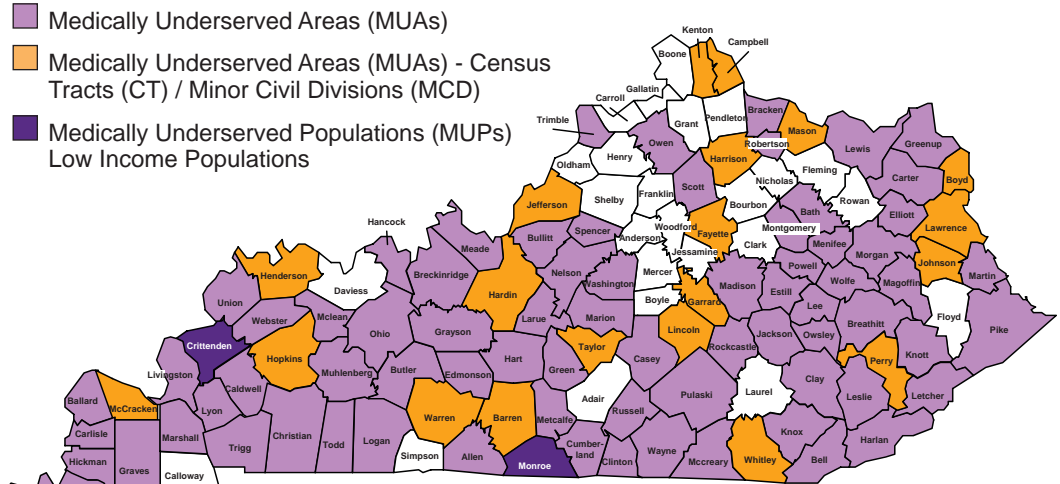 Medically Underserved Areas (MUAs)
Medically Underserved Areas (MUAs) - Census
Tracts (CT) / Minor Civil Divisions (MCD)
Medically Underserved Populations (MUPs)
Low Income Populations
Kenton
Campbell
Boone
Gallatin
Carroll
Trimble
Grant
Pendleton
Bracken
Mason
Robertson
Lewis
Greenup
Owen
Harrison
Oldham
Henry
Nicholas
Fleming
Carter
Boyd
Rowan
Shelby
Franklin
Scott
Bourbon
Bath
Elliott
Jefferson
Hancock
Woodford
Fayette
Montgomery
Lawrence
Meade
Bullitt
Spencer
Anderson
Jessamine
Clark
Menifee
Morgan
Johnson
Henderson
Daviess
Breckinridge
Hardin
Nelson
Washington
Mercer
Madison
Powell
Wolfe
Magoffin
Martin
Union
Webster
Mclean
Ohio
Grayson
Larue
Marion
Boyle
Garrard
Estill
Lee
Floyd
Pike
Crittenden
Hopkins
Muhlenberg
Butler
Edmonson
Hart
Green
Taylor
Casey
Lincoln
Rockcastle
Jackson
Owsley
Breathitt
Perry
Knott
Livingston
Caldwell
Lyon
Ballard
McCracken
Warren
Barren
Metcalfe
Adair
Russell
Pulaski
Laurel
Clay
Leslie
Letcher
Carlisle
Marshall
Trigg
Christian
Todd
Logan
Simpson
Allen
Monroe
Cumber-
land
Clinton
Wayne
Mccreary
Whitley
Knox
Bell
Harlan
Hickman
Graves
Calloway